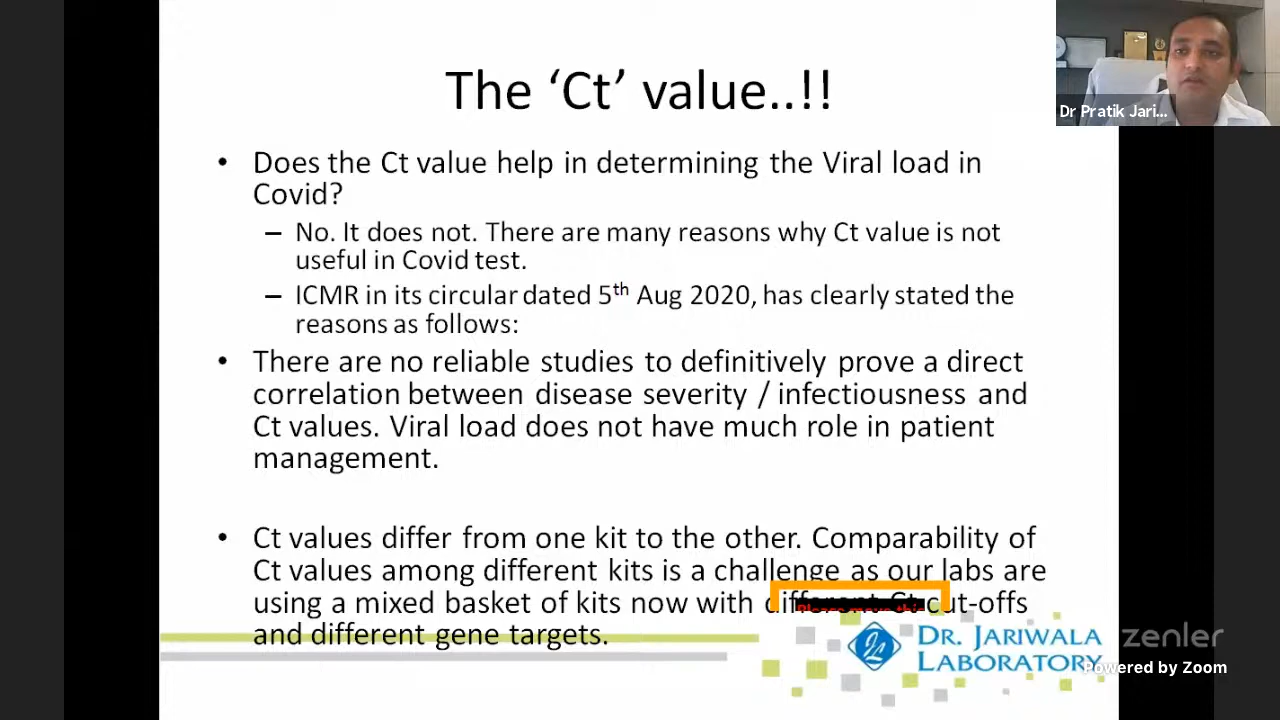 The ‘Ct’ value..!!
Dr Pratik Jari...
• Does the Ct value help in determining the Viral load in
Covid?
– No. It does not. There are many reasons why Ct value is not
useful in Covid test.
– ICMR in its circular dated 5th Aug 2020, has clearly stated the
reasons as follows:
• There are no reliable studies to definitively prove a direct
correlation between disease severity / infectiousness and
Ct values. Viral load does not have much role in patient
management.
• Ct values differ from one kit to the other. Comparability of
Ct values among different kits is a challenge as our labs are
using a mixed basket of kits now with different Ct cut-offs
and different gene targets.
DR. JARIWALA
LABORATORY
zenler
Powered by Zoom